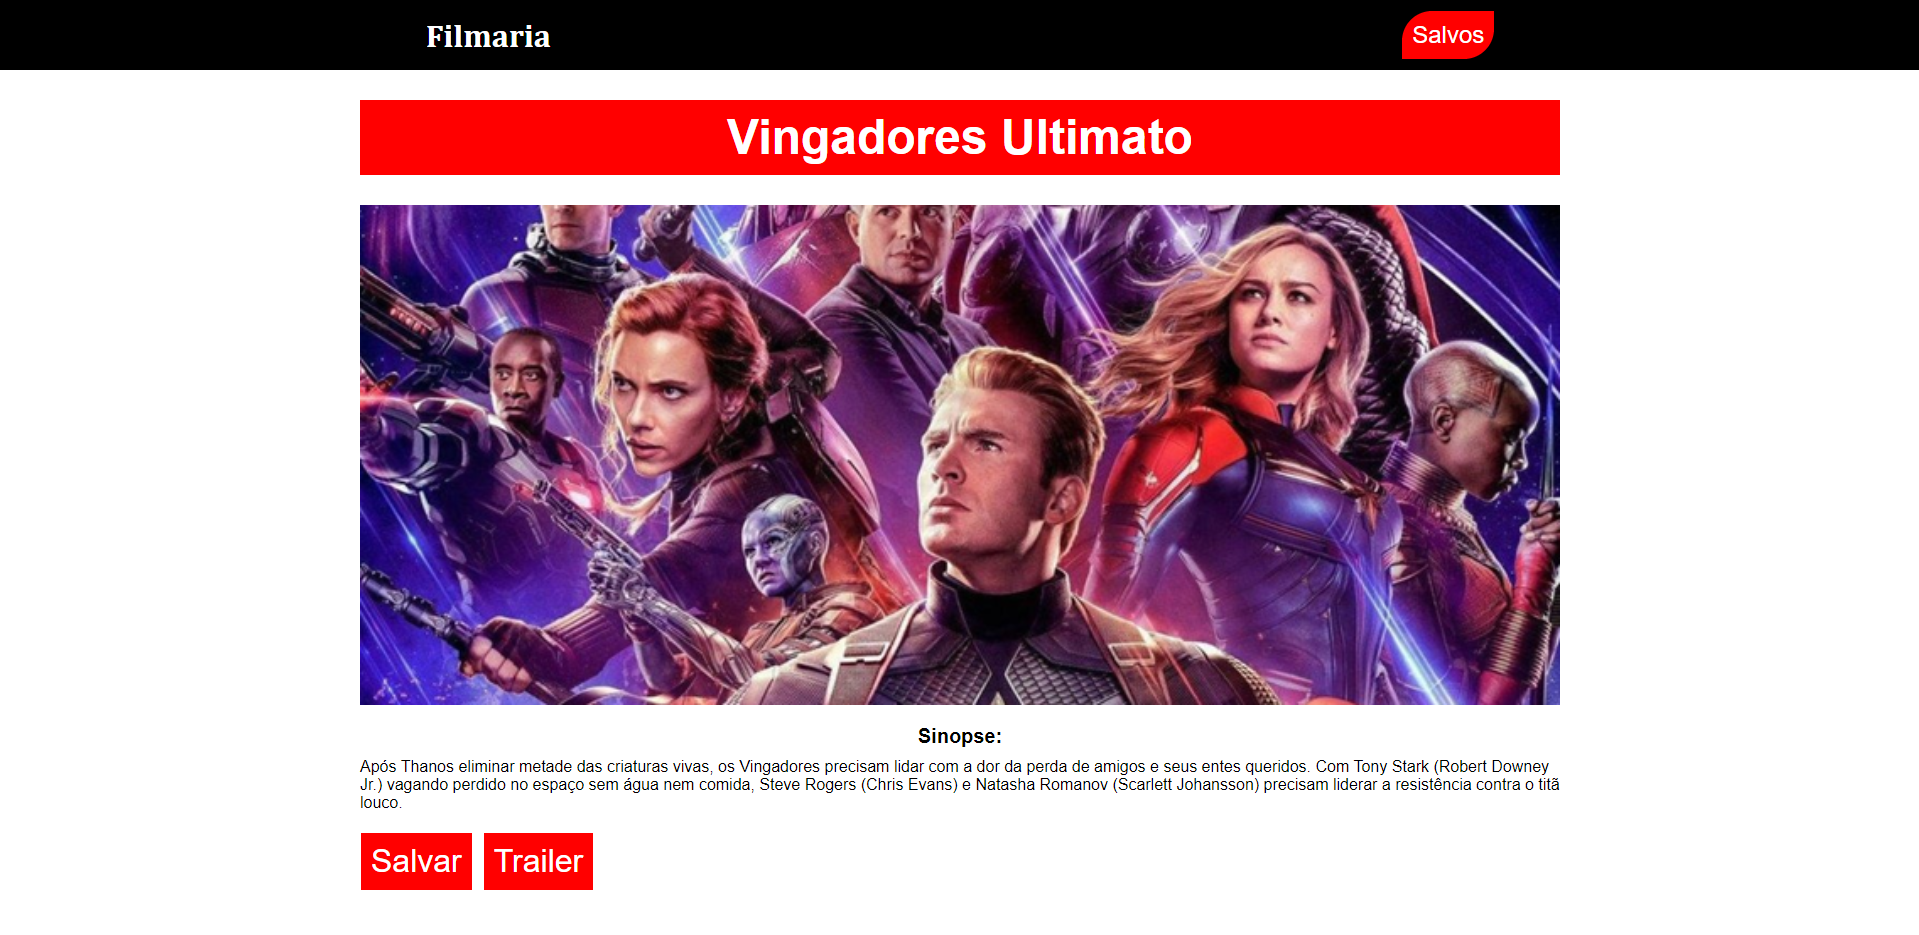 Filmaria
Salvos
Vingadores Ultimato
Sinopse:
Após Thanos eliminar metade das criaturas vivas, os Vingadores precisam lidar com a dor da perda de amigos e seus entes queridos. Com Tony Stark (Robert Downey
Jr.) vagando perdido no espaço sem água nem comida, Steve Rogers (Chris Evans) e Natasha Romanov (Scarlett Johansson) precisam liderar a resistência contra o titã
louco.
Salvar
Trailer